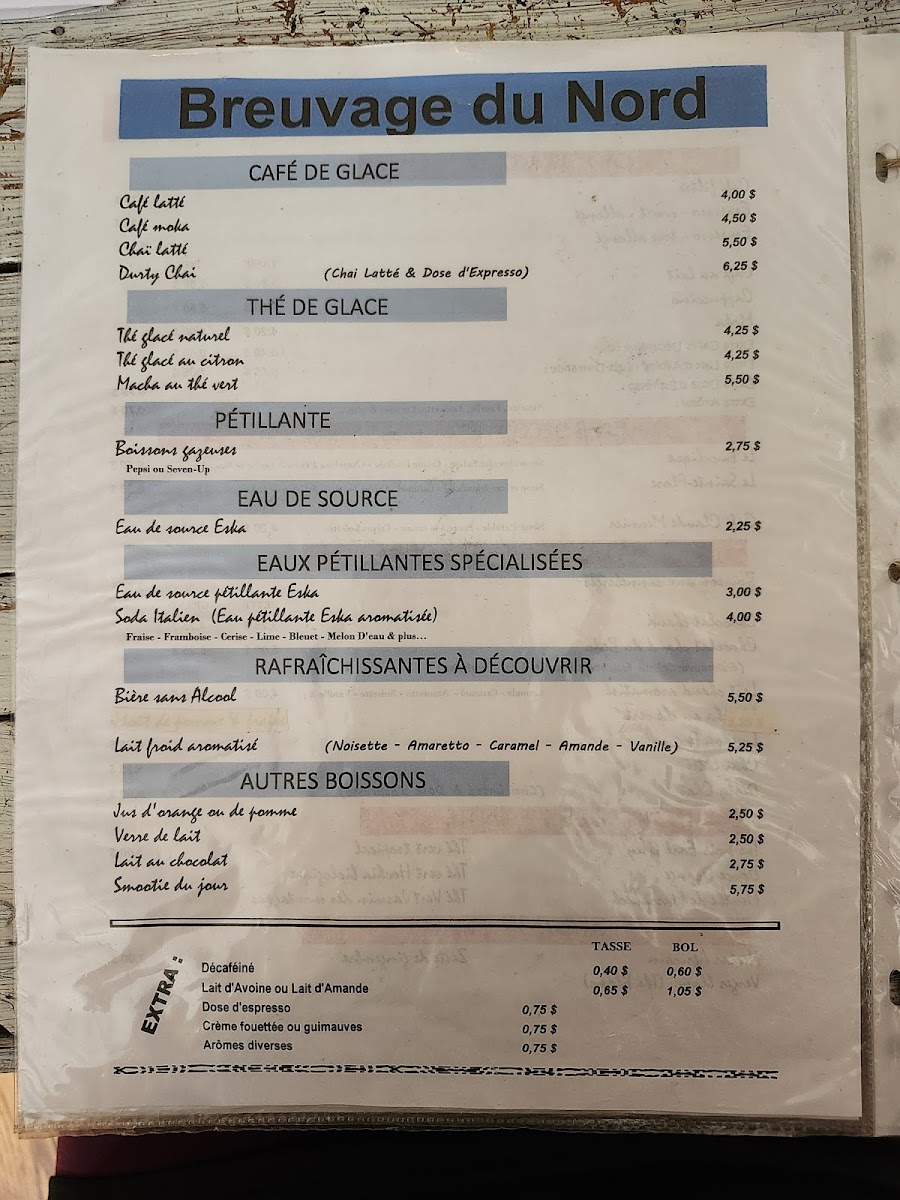 Breuvage du Nord
CAFÉ DE GLACE
Café latté 4,00 $
Café moka 4,50 $
Chaï latté 5,50 $
Durty Chai (Chai Latté & Dose d'Expresso) 6,25 $
THÉ DE GLACE
Thé glacé naturel 4,25 $
Thé glacé au citron 4,25 $
Macha au thé vert 5,50 $
PÉTILLANTE
Boissons gazeuses 2,75 $
Pepsi ou Seven-Up
EAU DE SOURCE
Eau de source Eska 2,25 $
EAUX PÉTILLANTES SPÉCIALISÉES
Eau de source pétillante Eska 3,00 $
Soda Italien (Eau pétillante Eska aromatisée) 4,00 $
Fraise - Framboise - Cerise - Lime - Bleuet - Melon D'eau & plus...
RAFRAÎCHISSANTES À DÉCOUVRIR
Bière sans Alcool 5,50 $
Lait froid aromatisé (Noisette - Amaretto - Caramel - Amande - Vanille) 5,25 $
AUTRES BOISSONS
Jus d'orange ou de pomme 2,50 $
Verre de lait 2,50 $
Lait au chocolat 2,75 $
Smootie du jour 5,75 $
EXTRA :
TASSE BOL
Décaféiné 0,40 $ 0,60 $
Lait d'Avoine ou Lait d'Amande 0,65 $ 1,05 $
Dose d'espresso 0,75 $
Crème fouettée ou guimauves 0,75 $
Arômes diverses 0,75 $